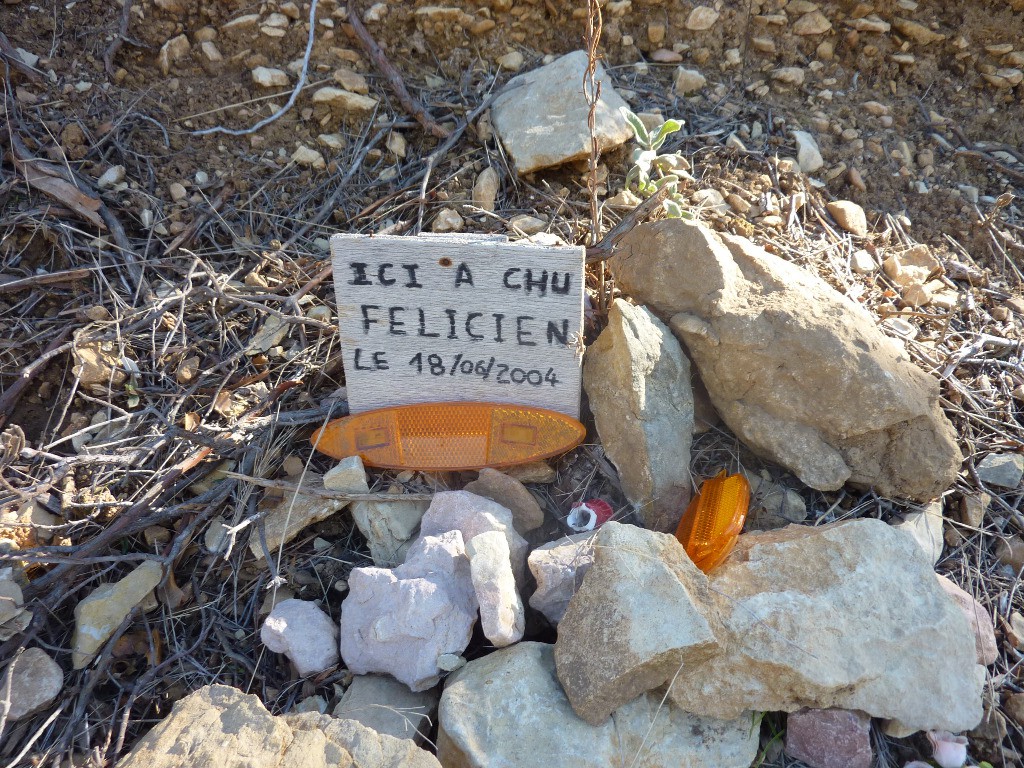 ICI A CHU
FELICIEN
LE 18/06/2004